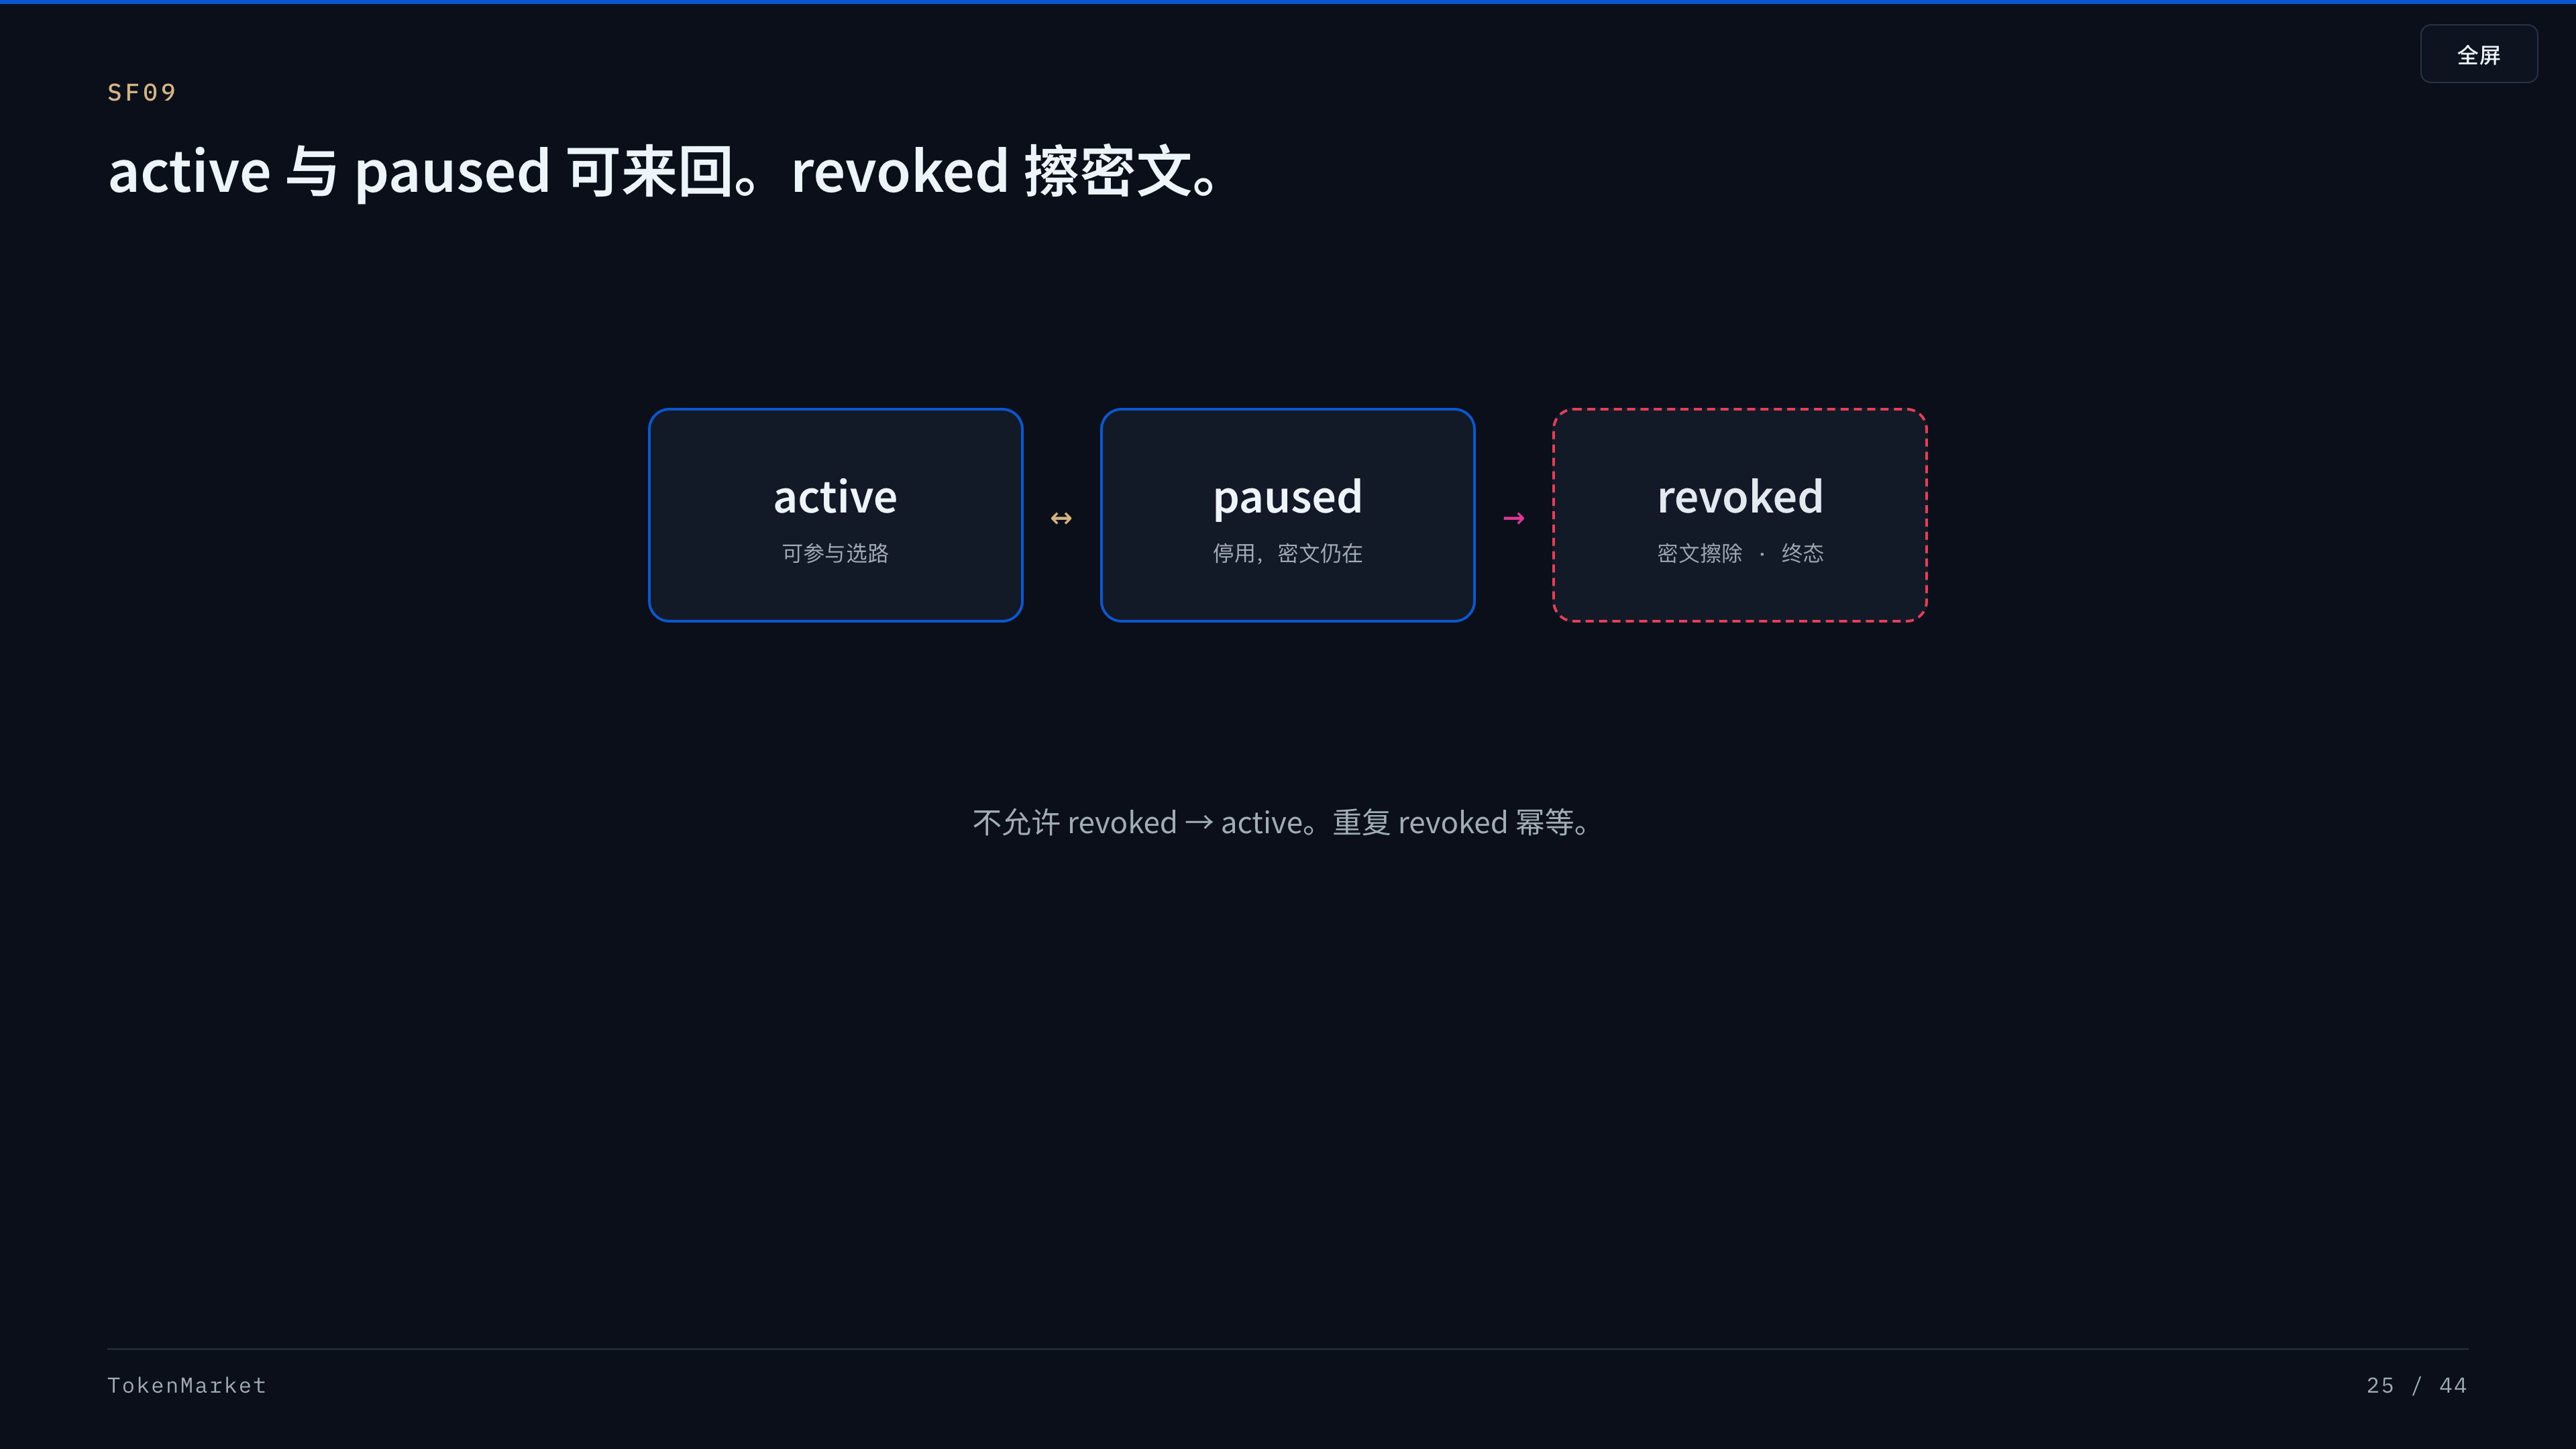 全屏
SF09
active 与 paused 可来回。revoked 擦密文。
active
可参与选路
↔
paused
停用，密文仍在
→
revoked
密文擦除 · 终态
不允许 revoked → active。重复 revoked 幂等。
TokenMarket
25 / 44